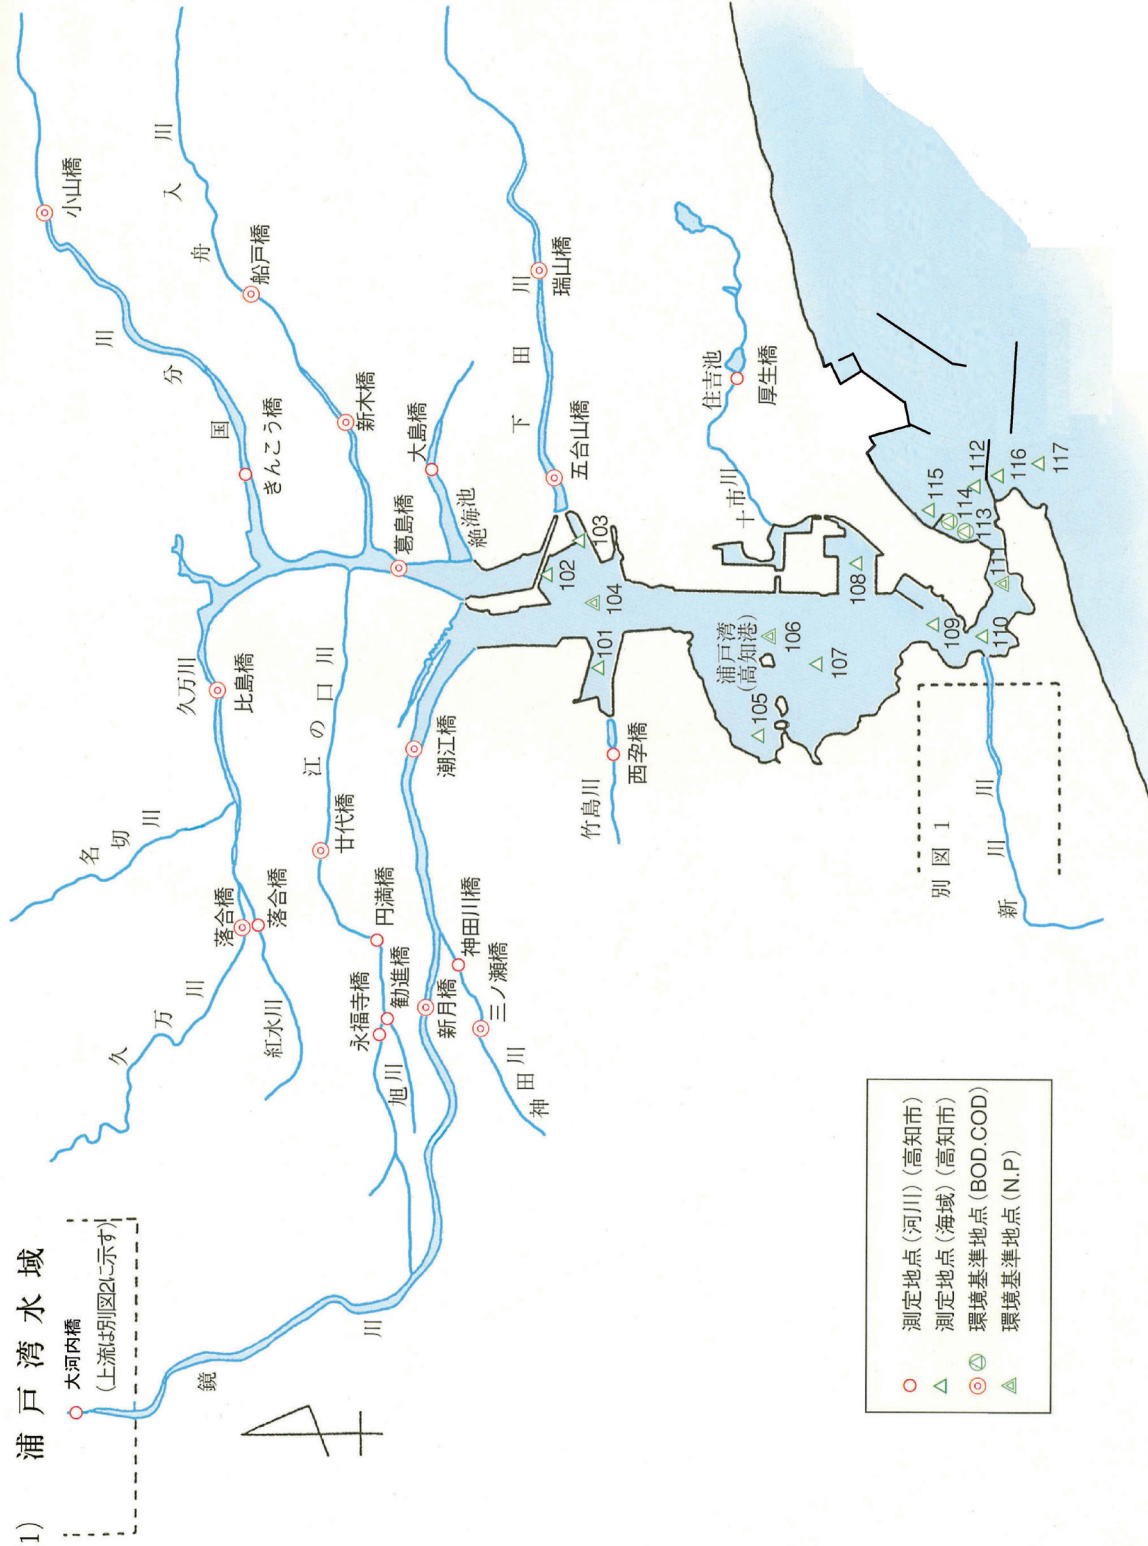 1) 浦戸湾水域
大河内橋
(上流は別図2に示す)
鏡川
久万川
紅水川
落合橋
落合橋
名切川
久万川
比島橋
国分川
小山橋
きんこう橋
舟入川
船戸橋
新木橋
葛島橋
大島橋
絶海池
江の口川
廿代橋
円満橋
勧進橋
永福寺橋
旭川
新月橋
潮江橋
神田川橋
三ノ瀬橋
神田川
下田川
瑞山橋
五台山橋
竹島川
西孕橋
住吉池
厚生橋
十市川
浦戸湾
(高知港)
101
102
103
104
105
106
107
108
109
110
111
112
113
114
115
116
117
新川川
別図1
測定地点(河川)(高知市)
測定地点(海域)(高知市)
環境基準地点(BOD.COD)
環境基準地点(N.P)